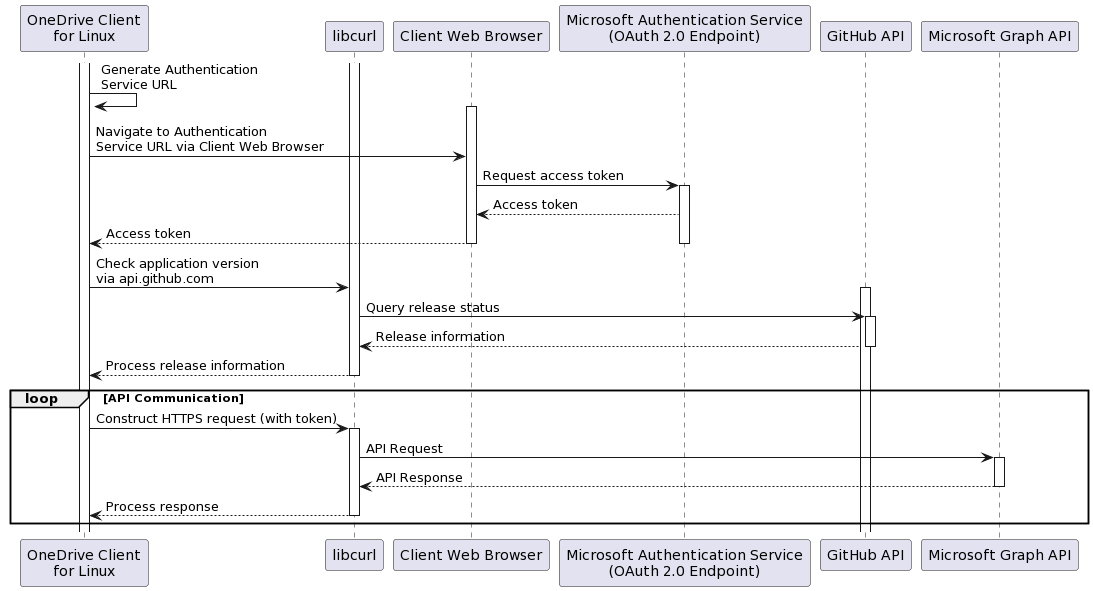 OneDrive Client
for Linux
libcurl
Client Web Browser
Microsoft Authentication Service
(OAuth 2.0 Endpoint)
GitHub API
Microsoft Graph API
Generate Authentication
Service URL
Navigate to Authentication
Service URL via Client Web Browser
Request access token
Access token
Access token
Check application version
via api.github.com
Query release status
Release information
Process release information
loop
[API Communication]
Construct HTTPS request (with token)
API Request
API Response
Process response
OneDrive Client
for Linux
libcurl
Client Web Browser
Microsoft Authentication Service
(OAuth 2.0 Endpoint)
GitHub API
Microsoft Graph API